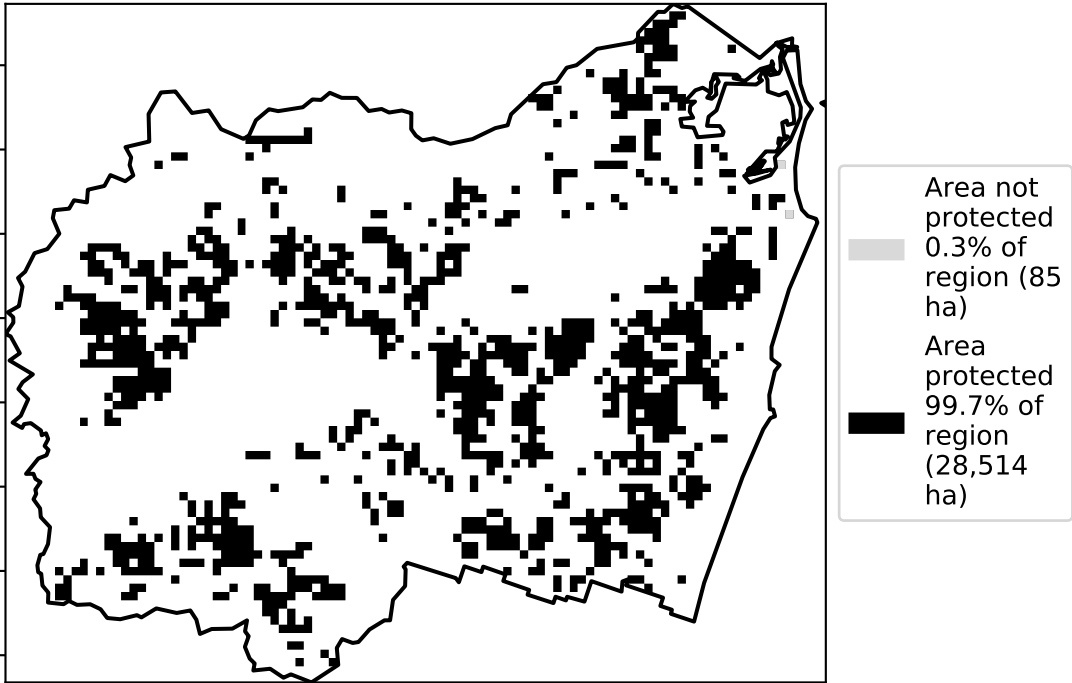 Area not
protected
0.3% of
region (85
ha)
Area
protected
99.7% of
region
(28,514
ha)